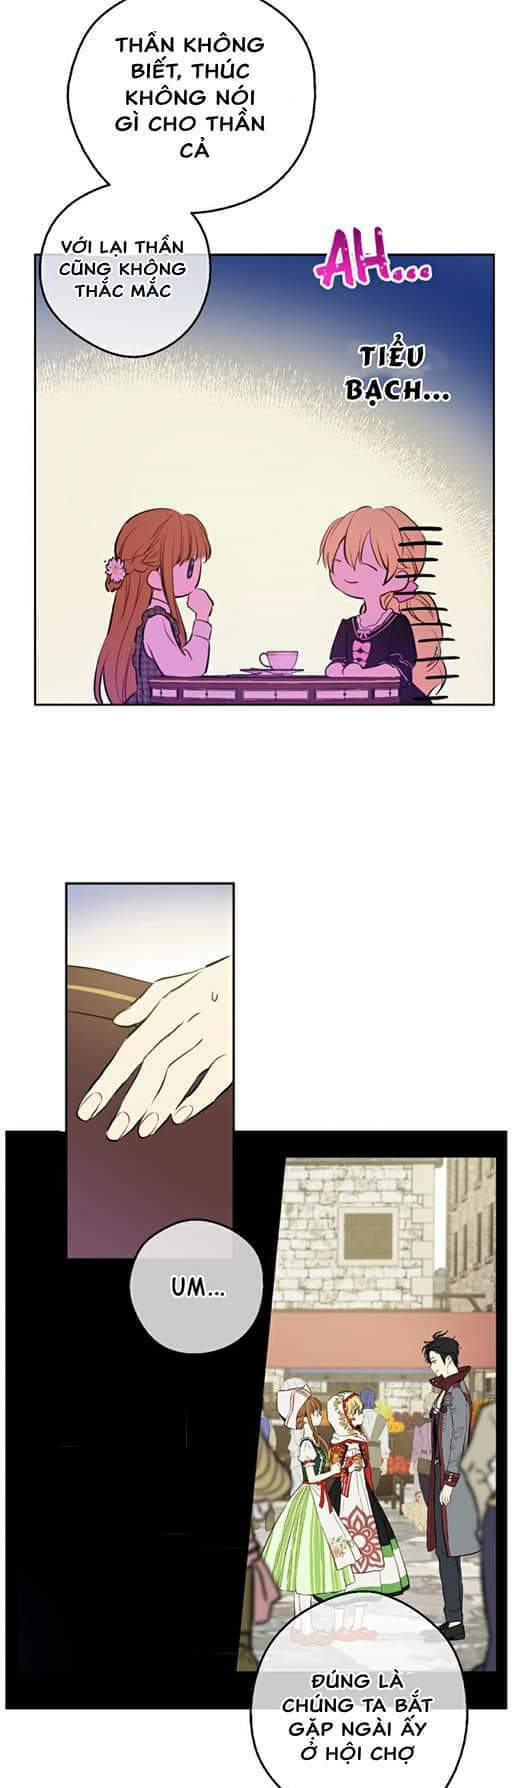 THẦN KHÔNG
BIẾT, THÚC
KHÔNG NÓI
GÌ CHO THẦN
CẢ
VỚI LẠI THẦN
CŨNG KHÔNG
THẮC MẮC
AH...
TIỂU
BẠCH...
UM...
ĐÚNG LÀ
CHÚNG TA BẮT
GẶP NGÀI ẤY
Ở HỘI CHỢ